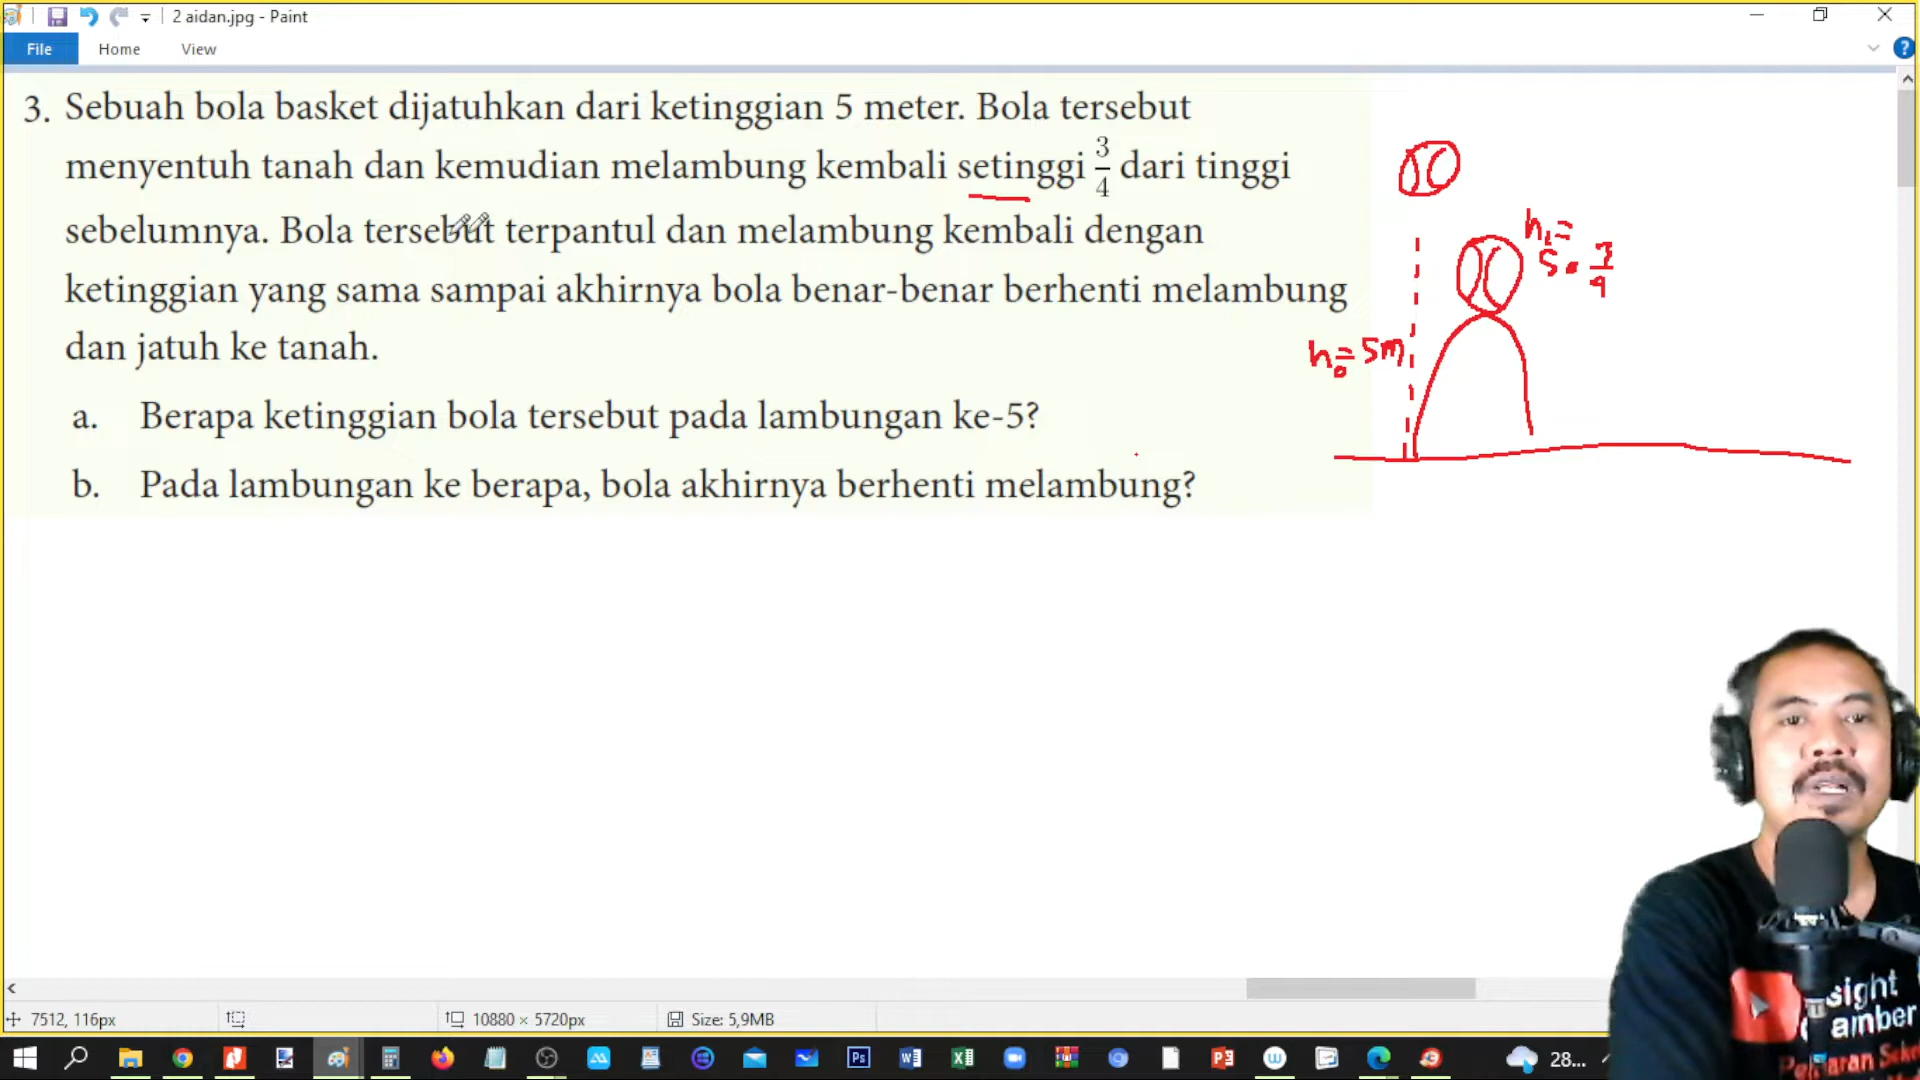 2 aidan.jpg - Paint
File Home View
3. Sebuah bola basket dijatuhkan dari ketinggian 5 meter. Bola tersebut
menyentuh tanah dan kemudian melambung kembali setinggi 3/4 dari tinggi
sebelumnya. Bola tersebut terpantul dan melambung kembali dengan
ketinggian yang sama sampai akhirnya bola benar-benar berhenti melambung
dan jatuh ke tanah.
a. Berapa ketinggian bola tersebut pada lambungan ke-5?
b. Pada lambungan ke berapa, bola akhirnya berhenti melambung?
h₁=
5 · 3/4
h₀= 5m
7512, 116px
10880 × 5720px
Size: 5,9MB
28...